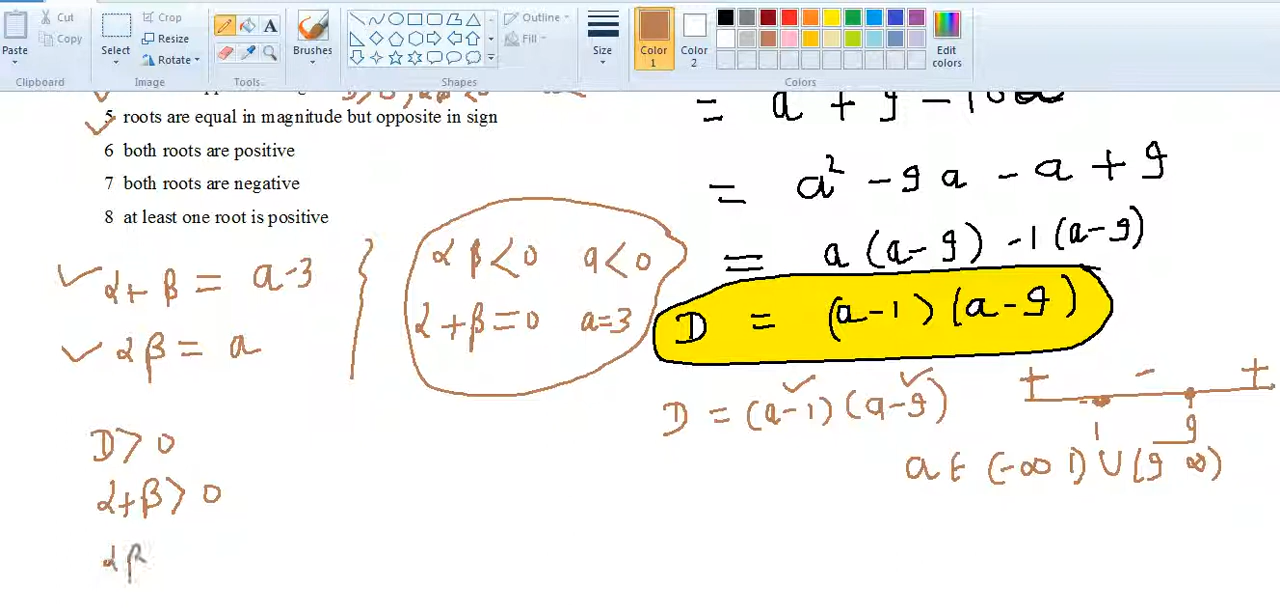 Cut
Crop
Outline
Paste
Copy
Select
Resize
Rotate
Brushes
Fill
Size
Color 1
Color 2
Edit colors
Clipboard
Image
Tools
Shapes
Colors
D > 0, αβ < 0
5 roots are equal in magnitude but opposite in sign
6 both roots are positive
7 both roots are negative
8 at least one root is positive
= a² - 9a - a + 9
= a(a-9) -1(a-9)
D = (a-1)(a-9)
α+β = a-3
αβ = a
αβ<0 a<0
α+β=0 a=3
D = (a-1)(a-9)
+ - +
1 9
a ∈ (-∞ 1) ∪ (9 ∞)
D > 0
α+β > 0
αβ